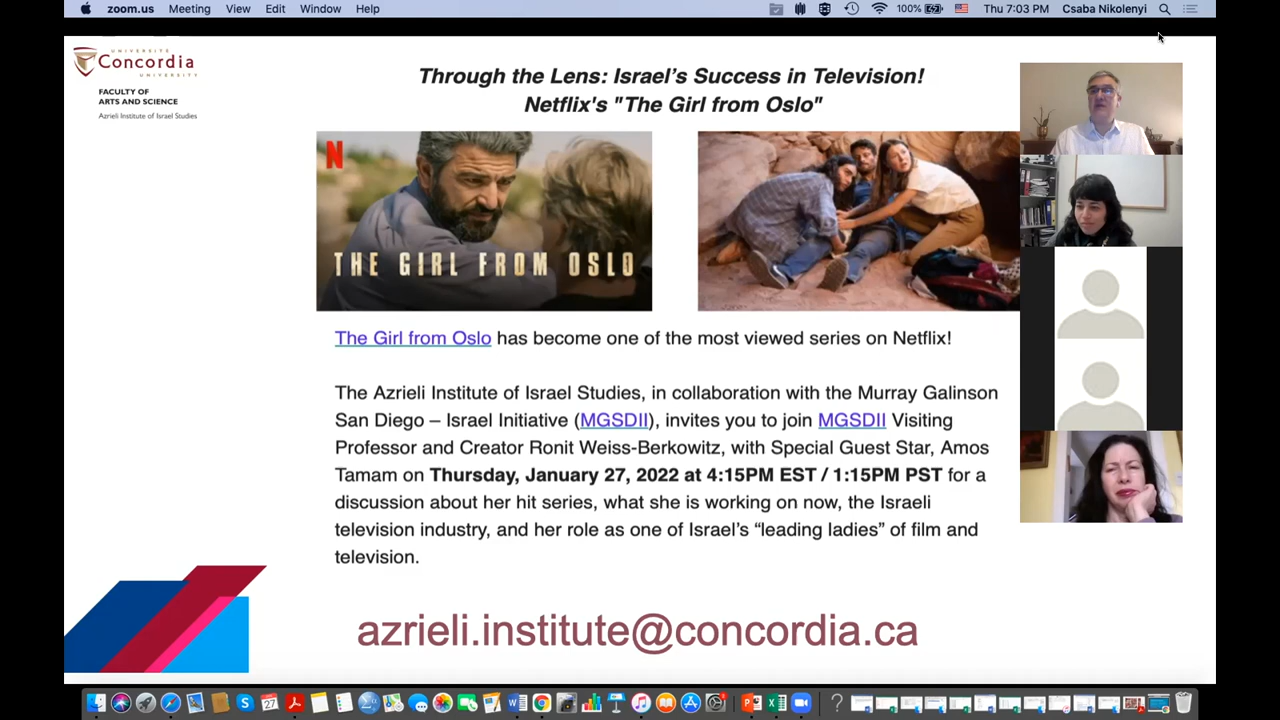 zoom.us Meeting View Edit Window Help 100% Thu 7:03 PM Csaba Nikolenyi
UNIVERSITÉ
Concordia
UNIVERSITY
FACULTY OF
ARTS AND SCIENCE
Azrieli Institute of Israel Studies
Through the Lens: Israel's Success in Television!
Netflix's "The Girl from Oslo"
N
THE GIRL FROM OSLO
The Girl from Oslo has become one of the most viewed series on Netflix!
The Azrieli Institute of Israel Studies, in collaboration with the Murray Galinson
San Diego – Israel Initiative (MGSDII), invites you to join MGSDII Visiting
Professor and Creator Ronit Weiss-Berkowitz, with Special Guest Star, Amos
Tamam on Thursday, January 27, 2022 at 4:15PM EST / 1:15PM PST for a
discussion about her hit series, what she is working on now, the Israeli
television industry, and her role as one of Israel's “leading ladies” of film and
television.
azrieli.institute@concordia.ca
27